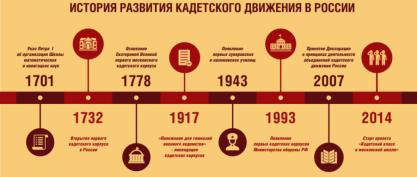 ИСТОРИЯ РАЗВИТИЯ КАДЕТСКОГО ДВИЖЕНИЯ В РОССИИ
Указ Петра I
об организации Школы
математических
и навигацких наук
1701
1732
Открытие первого
кадетского корпуса
в России
Основание
Екатериной Великой
первого московского
кадетского корпуса
1778
1917
«Положение для гимназий
военного ведомства» -
ликвидация
кадетских корпусов
Появление
первых суворовских
и нахимовских училищ
1943
1993
Появление
первых кадетских корпусов
Министерства обороны РФ
Принятие Декларации
о принципах деятельности
объединений кадетского
движения России
2007
2014
Старт проекта
«Кадетский класс
в московской школе»